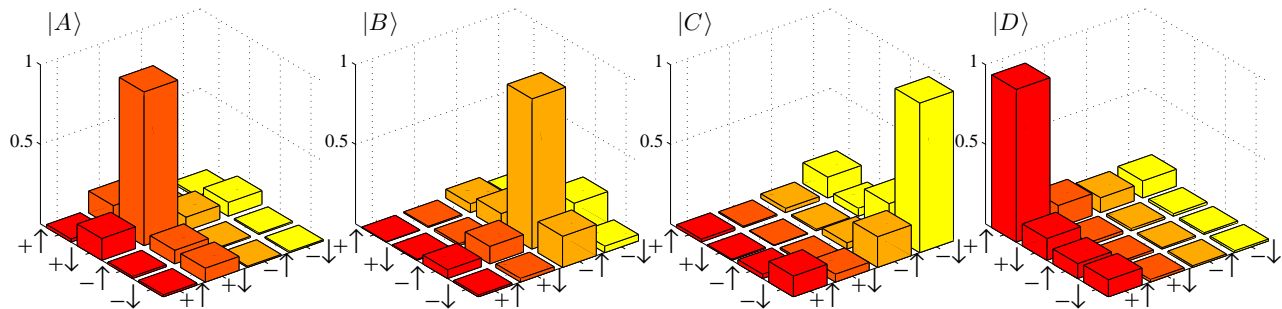 |A⟩ |B⟩ |C⟩ |D⟩
1 1 1 1
0.5 0.5 0.5 0.5
+↑ +↓ −↑ −↓ +↑ +↓ −↑ −↓
+↑ +↓ −↑ −↓ +↑ +↓ −↑ −↓
+↑ +↓ −↑ −↓ +↑ +↓ −↑ −↓
+↑ +↓ −↑ −↓ +↑ +↓ −↑ −↓